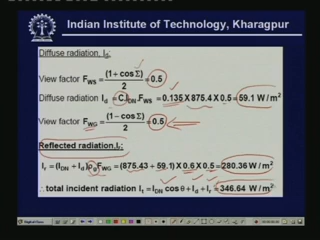 Indian Institute of Technology, Kharagpur
Diffuse radiation, I_d:
View factor F_WS = (1 + cos Σ) / 2 = 0.5
Diffuse radiation I_d = C.I_DN.F_WS = 0.135 X 875.4 X 0.5 = 59.1 W / m²
View factor F_WG = (1 − cos Σ) / 2 = 0.5
Reflected radiation, I_r:
I_r = (I_DN + I_d)ρ_g F_WG = (875.43 + 59.1) X 0.6 X 0.5 = 280.36 W / m²
∴ total incident radiation I_t = I_DN cos θ + I_d + I_r = 346.64 W / m²